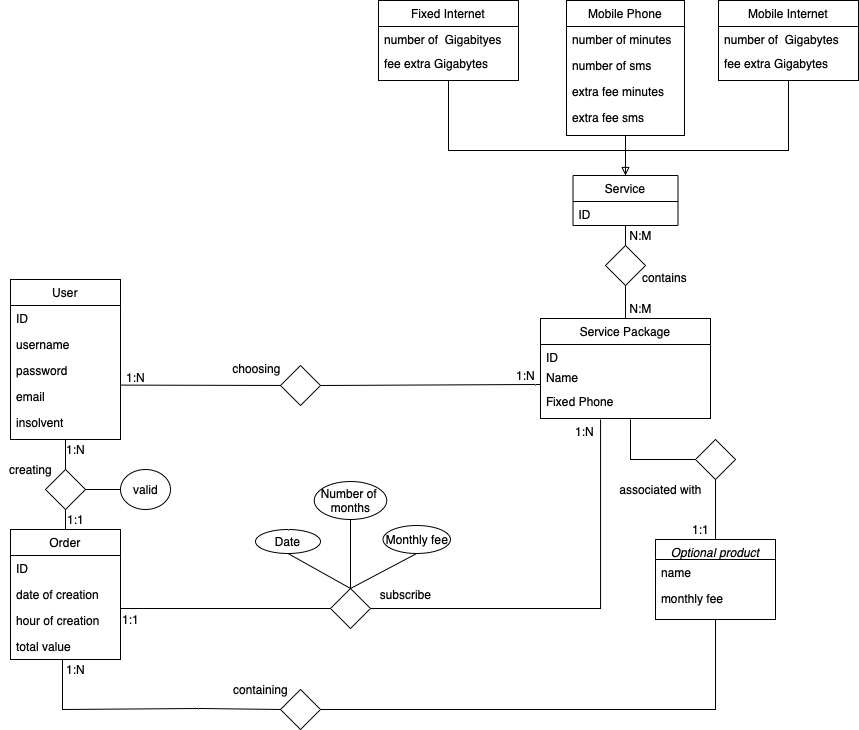 Fixed Internet
number of Gigabityes
fee extra Gigabytes
Mobile Phone
number of minutes
number of sms
extra fee minutes
extra fee sms
Mobile Internet
number of Gigabytes
fee extra Gigabytes
Service
ID
N:M
contains
N:M
User
ID
username
password
email
insolvent
1:N
choosing
1:N
Service Package
ID
Name
Fixed Phone
1:N
1:N
creating
valid
1:1
associated with
1:1
Number of
months
Date
Monthly fee
subscribe
Order
ID
date of creation
hour of creation
total value
1:1
Optional product
name
monthly fee
1:N
containing